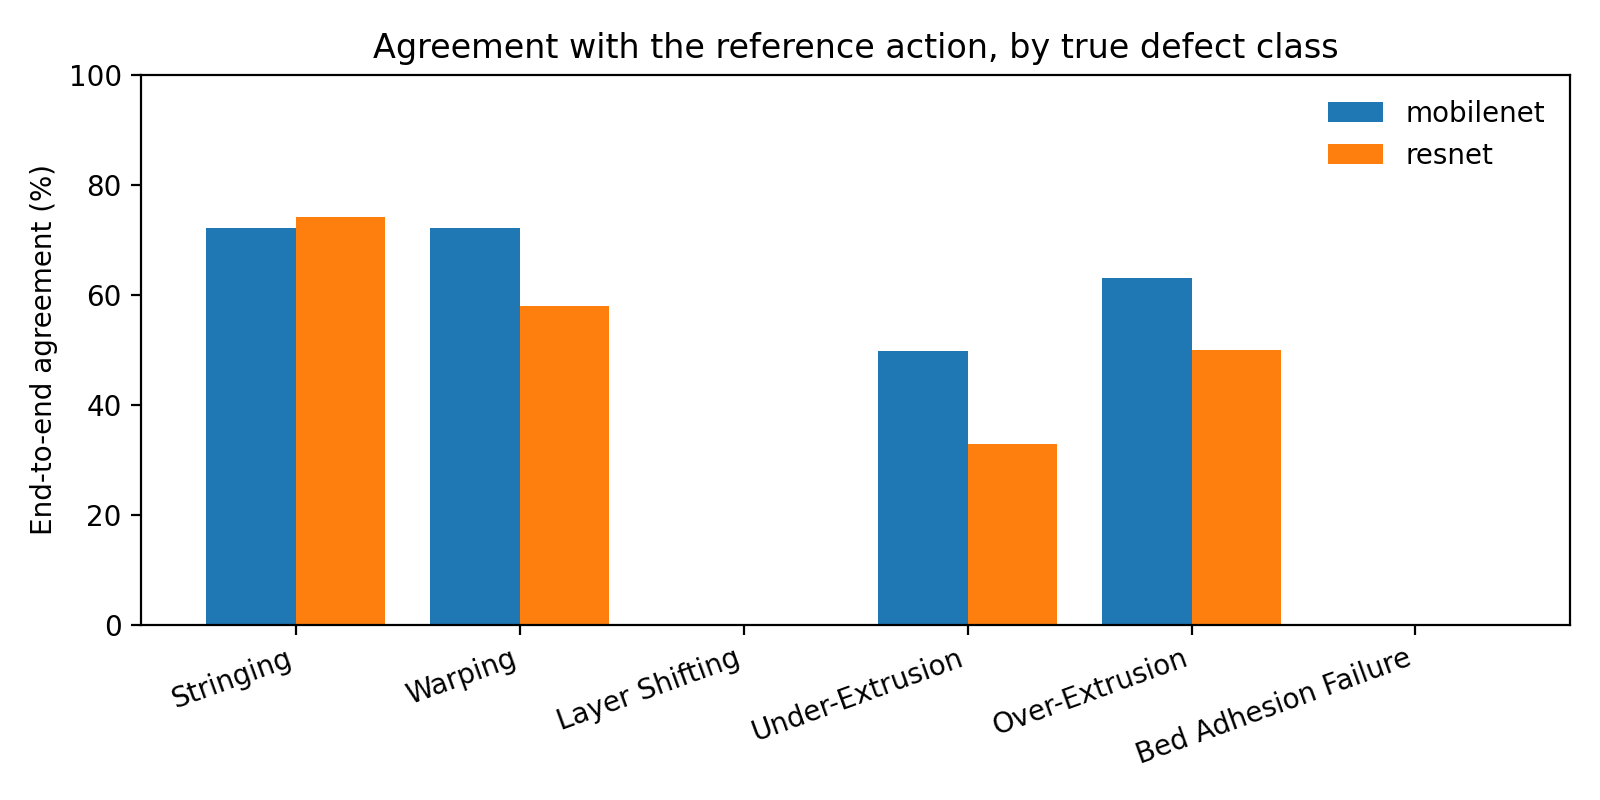 Agreement with the reference action, by true defect class
End-to-end agreement (%)
100
80
60
40
20
0
mobilenet
resnet
Stringing
Warping
Layer Shifting
Under-Extrusion
Over-Extrusion
Bed Adhesion Failure